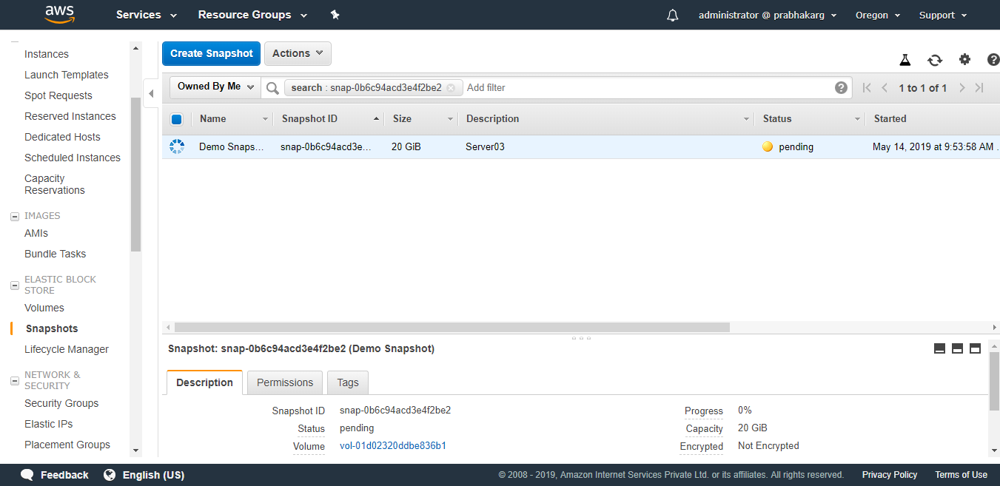 aws Services Resource Groups administrator @ prabhakarg Oregon Support
Instances
Launch Templates
Spot Requests
Reserved Instances
Dedicated Hosts
Scheduled Instances
Capacity
Reservations
IMAGES
AMIs
Bundle Tasks
ELASTIC BLOCK
STORE
Volumes
Snapshots
Lifecycle Manager
NETWORK &
SECURITY
Security Groups
Elastic IPs
Placement Groups
Create Snapshot Actions
Owned By Me search : snap-0b6c94acd3e4f2be2 Add filter 1 to 1 of 1
Name Snapshot ID Size Description Status Started
Demo Snaps... snap-0b6c94acd3e... 20 GiB Server03 pending May 14, 2019 at 9:53:58 AM .
Snapshot: snap-0b6c94acd3e4f2be2 (Demo Snapshot)
Description Permissions Tags
Snapshot ID snap-0b6c94acd3e4f2be2 Progress 0%
Status pending Capacity 20 GiB
Volume vol-01d02320ddbe836b1 Encrypted Not Encrypted
Feedback English (US) © 2008 - 2019, Amazon Internet Services Private Ltd. or its affiliates. All rights reserved. Privacy Policy Terms of Use